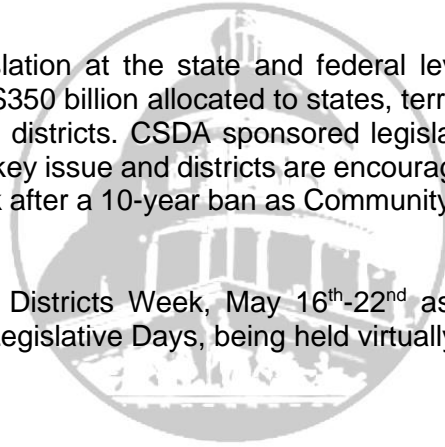 slation at the state and federal lev
$350 billion allocated to states, terr
districts. CSDA sponsored legisla
key issue and districts are encourag
after a 10-year ban as Community
Districts Week, May 16th-22nd as
Legislative Days, being held virtually